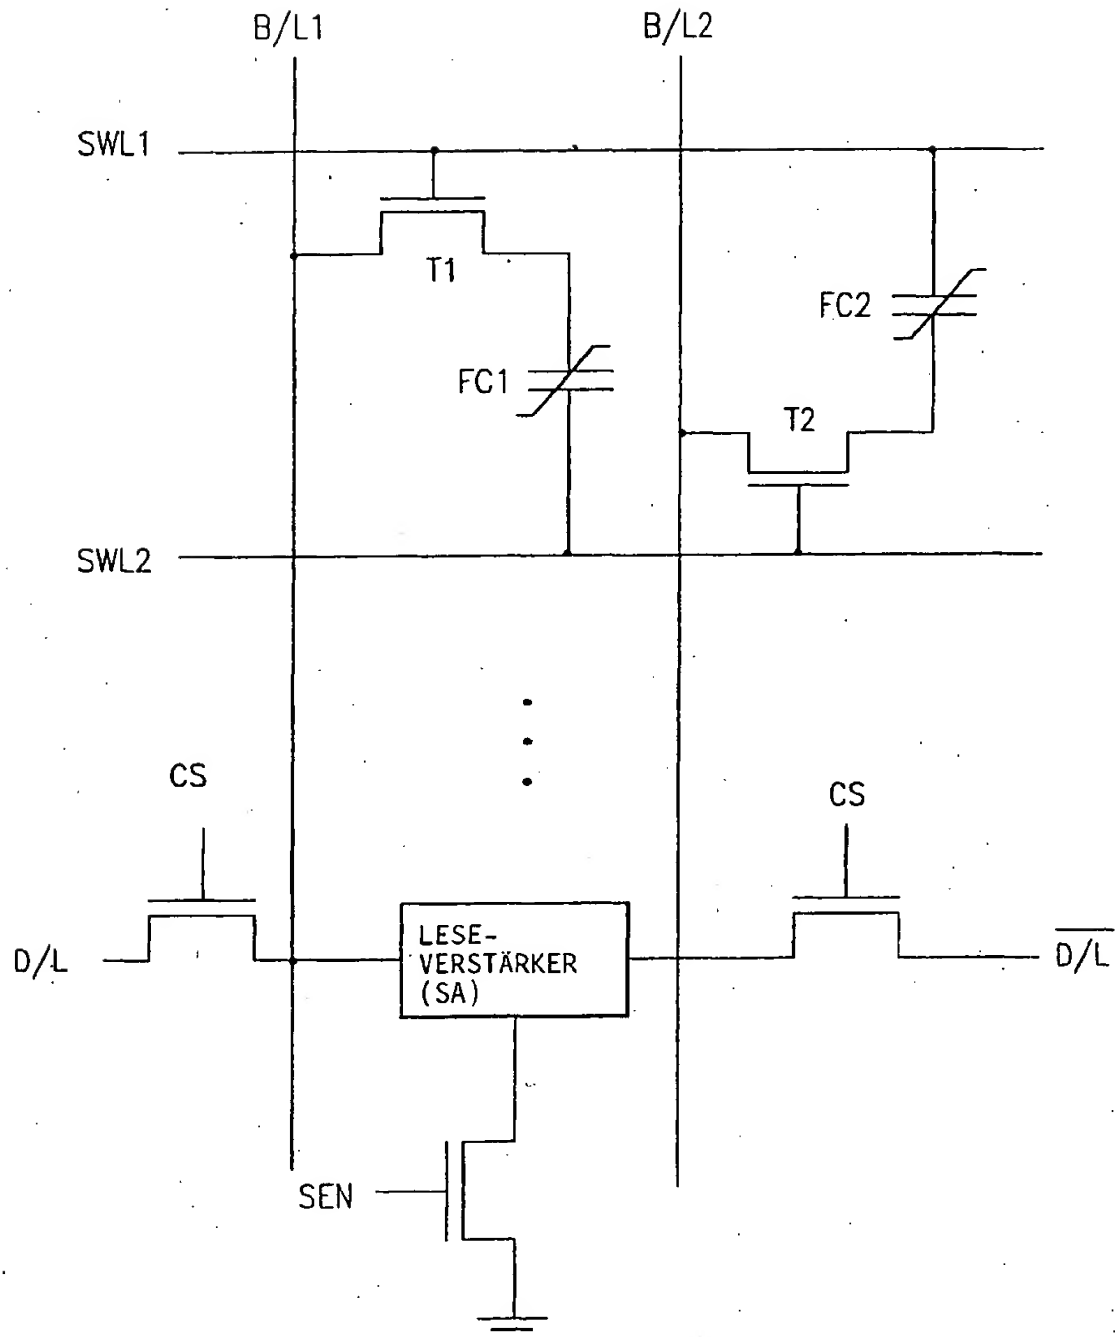 B/L1
B/L2
SWL1
T1
FC2
FC1
T2
SWL2
CS
CS
D/L
LESE-
VERSTÄRKER
(SA)
D/L
SEN